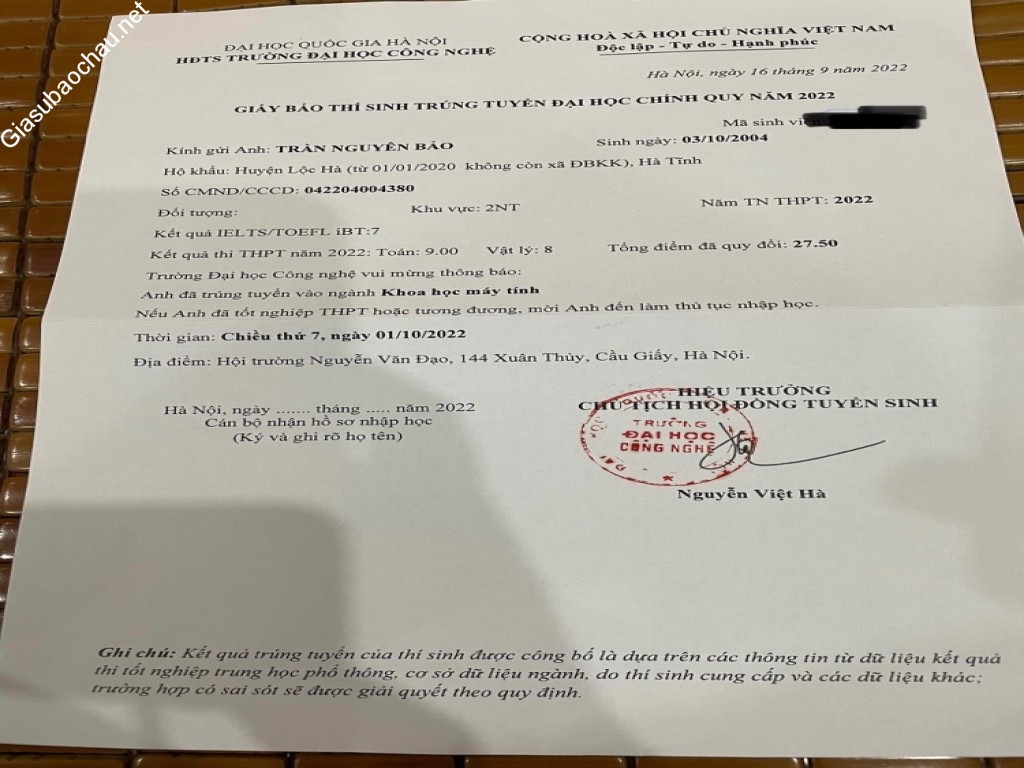 Giasubaochau.net
ĐẠI HỌC QUỐC GIA HÀ NỘI
HĐTS TRƯỜNG ĐẠI HỌC CÔNG NGHỆ
CỘNG HOÀ XÃ HỘI CHỦ NGHĨA VIỆT NAM
Độc lập - Tự do - Hạnh phúc
Hà Nội, ngày 16 tháng 9 năm 2022
GIẤY BÁO THÍ SINH TRÚNG TUYỂN ĐẠI HỌC CHÍNH QUY NĂM 2022
Mã sinh viên
Kính gửi Anh: TRẦN NGUYÊN BẢO Sinh ngày: 03/10/2004
Hộ khẩu: Huyện Lộc Hà (từ 01/01/2020 không còn xã ĐBKK), Hà Tĩnh
Số CMND/CCCD: 042204004380
Đối tượng: Khu vực: 2NT Năm TN THPT: 2022
Kết quả IELTS/TOEFL iBT:7
Kết quả thi THPT năm 2022: Toán: 9.00 Vật lý: 8 Tổng điểm đã quy đổi: 27.50
Trường Đại học Công nghệ vui mừng thông báo:
Anh đã trúng tuyển vào ngành Khoa học máy tính
Nếu Anh đã tốt nghiệp THPT hoặc tương đương, mời Anh đến làm thủ tục nhập học.
Thời gian: Chiều thứ 7, ngày 01/10/2022
Địa điểm: Hội trường Nguyễn Văn Đạo, 144 Xuân Thủy, Cầu Giấy, Hà Nội.
Hà Nội, ngày ....... tháng ..... năm 2022
Cán bộ nhận hồ sơ nhập học
(Ký và ghi rõ họ tên)
HIỆU TRƯỞNG
CHỦ TỊCH HỘI ĐỒNG TUYỂN SINH
TRƯỜNG
ĐẠI HỌC
CÔNG NGHỆ
Nguyễn Việt Hà
Ghi chú: Kết quả trúng tuyển của thí sinh được công bố là dựa trên các thông tin từ dữ liệu kết quả
thi tốt nghiệp trung học phổ thông, cơ sở dữ liệu ngành, do thí sinh cung cấp và các dữ liệu khác;
trường hợp có sai sót sẽ được giải quyết theo quy định.